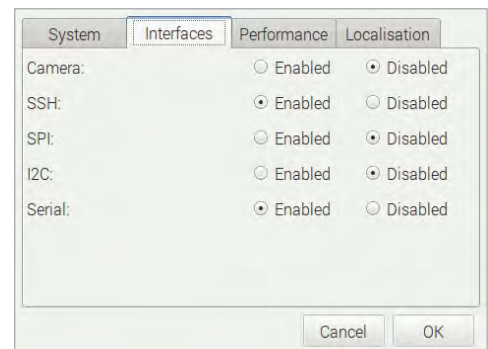 System Interfaces Performance Localisation
Camera: Enabled Disabled
SSH: Enabled Disabled
SPI: Enabled Disabled
I2C: Enabled Disabled
Serial: Enabled Disabled
Cancel OK